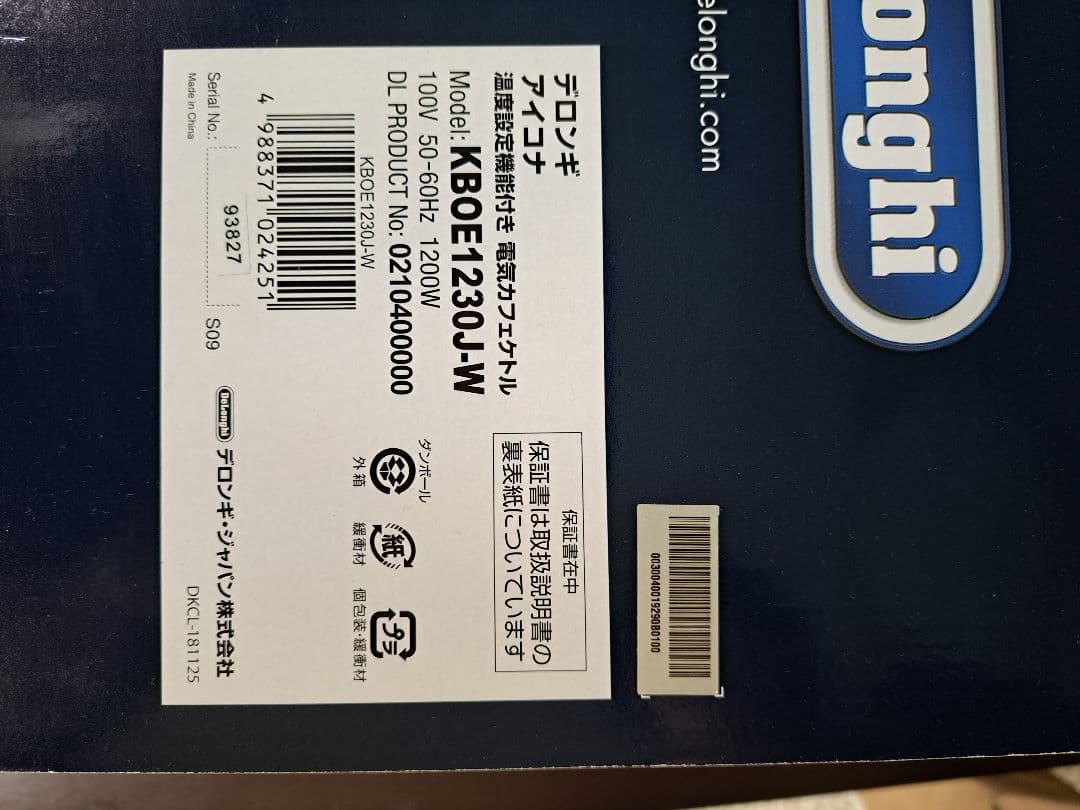 onghi
elonghi.com
デロンギ
アイコナ
温度設定機能付き 電気カフェケトル
Model: KBOE1230J-W
100V 50-60Hz 1200W
DL PRODUCT No: 0210400000
KBOE1230J-W
4 988371 024251
Serial No.: 93827 S09
Made in China
保証書在中
保証書は取扱説明書の
裏表紙についています
ダンボール
外箱
紙
緩衝材
プラ
個包装・緩衝材
DeLonghi デロンギ・ジャパン株式会社
DKCL-181125
0030040019290B0100